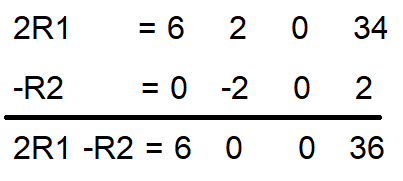 2R1 = 6 2 0 34
-R2 = 0 -2 0 2
2R1 -R2 = 6 0 0 36